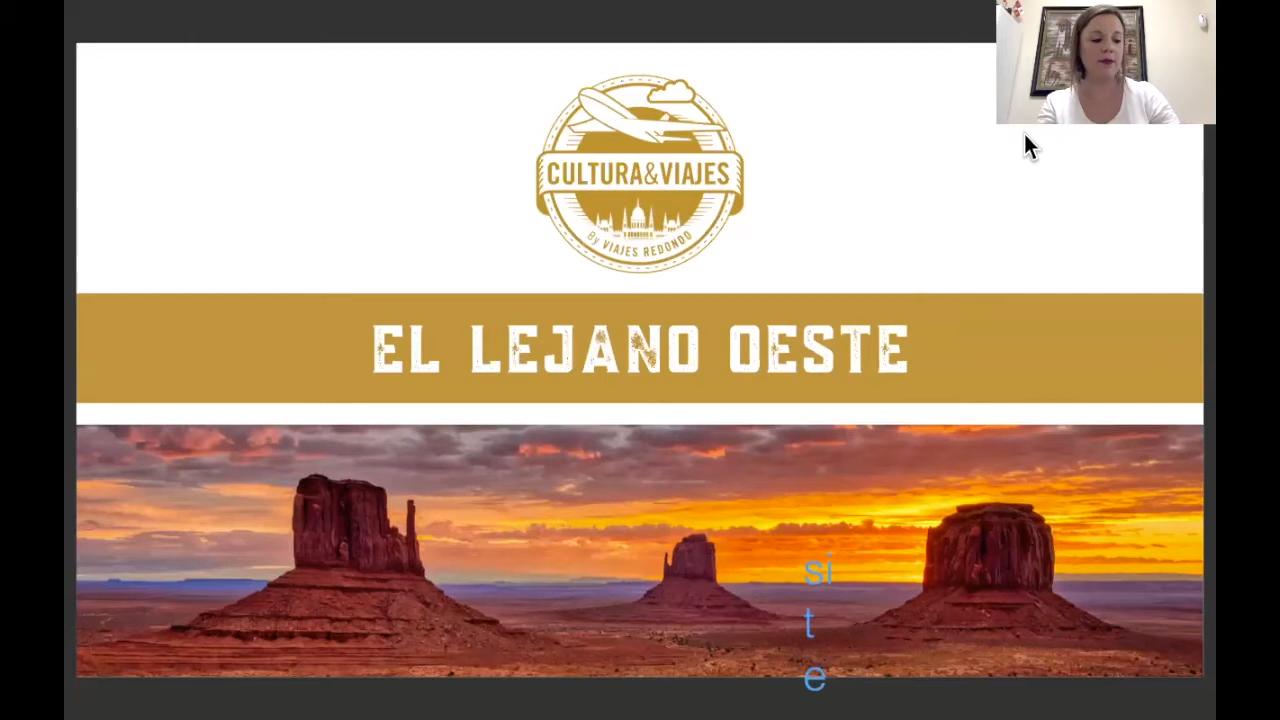 CULTURA&VIAJES
By VIAJES REDONDO
EL LEJANO OESTE
si
t
e